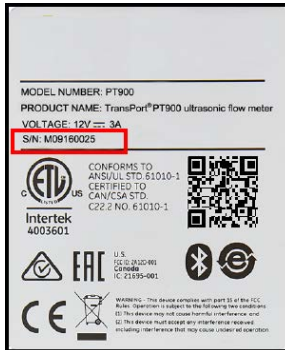 MODEL NUMBER: PT900
PRODUCT NAME: TransPort® PT900 ultrasonic flow meter
VOLTAGE: 12V ⎓ 3A
S/N: M09160025
CONFORMS TO
ANSI/UL STD.61010-1
CERTIFIED TO
CAN/CSA STD.
C22.2 NO. 61010-1
C ETL US
Intertek
4003601
EAC
U.S.
Canada
IC: 21695-001
CE
WARNING - This device complies with part 15 of the FCC
Rules. Operation is subject to the following two conditions
(1) This device may not cause harmful interference and
(2) This device must accept any interference received
including interference that may cause undesired operation.